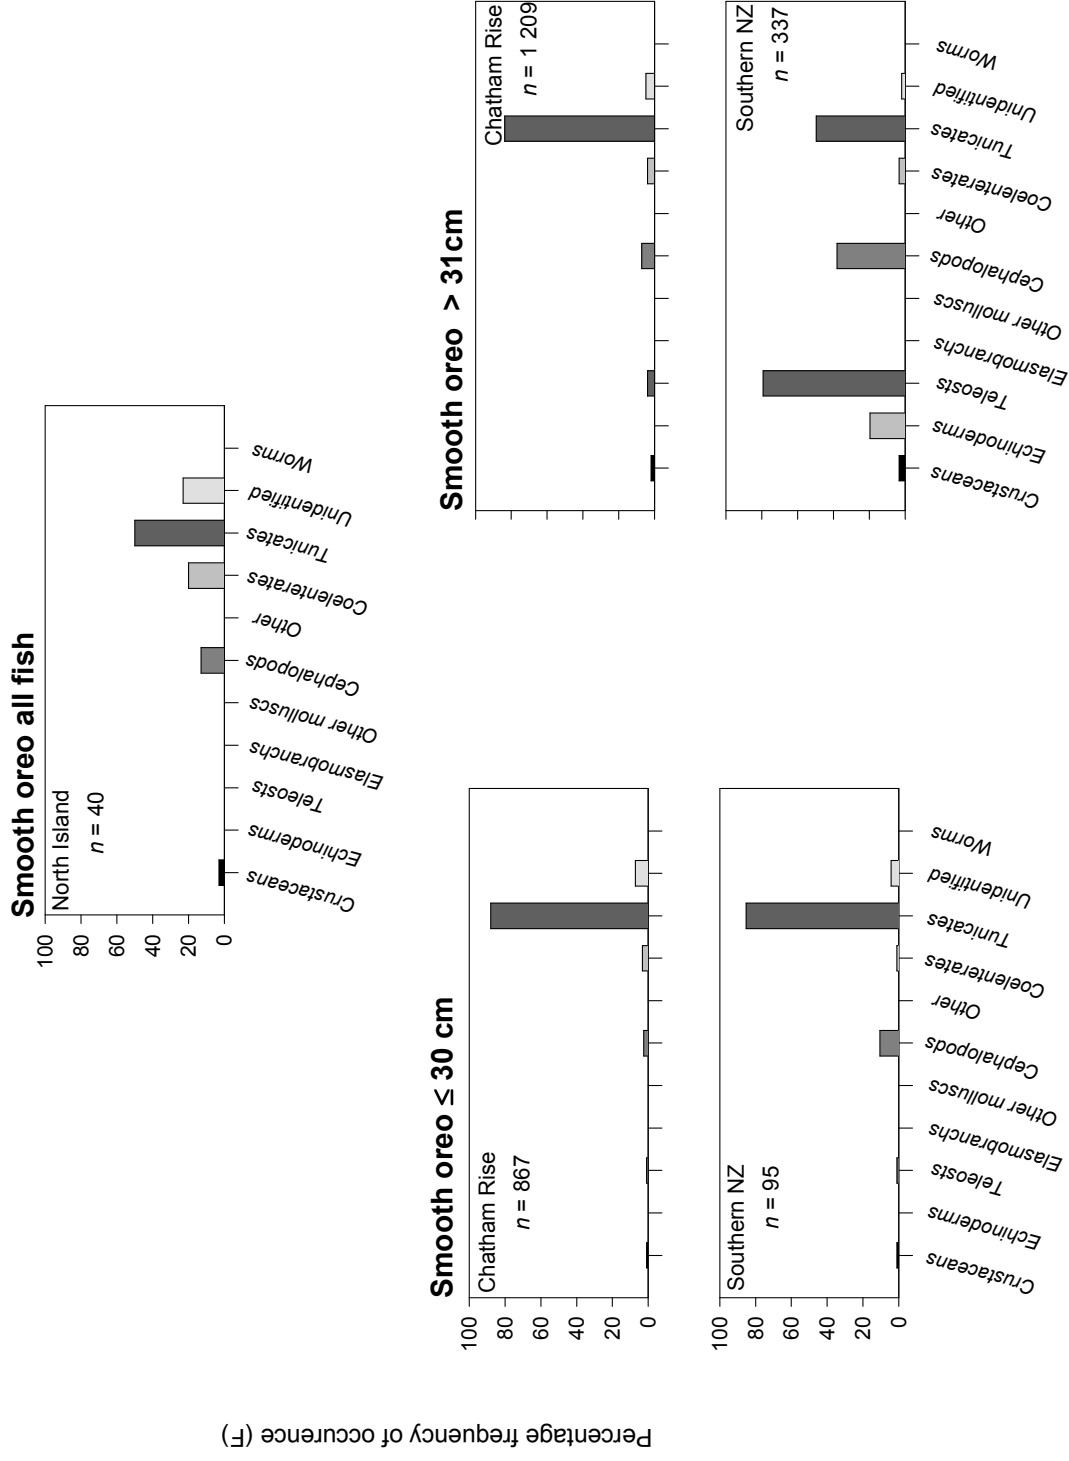 Smooth oreo all fish
North Island
n = 40
100
80
60
40
20
0
Crustaceans
Echinoderms
Teleosts
Elasmobranchs
Other molluscs
Cephalopods
Other
Coelenterates
Tunicates
Unidentified
Worms
Percentage frequency of occurence (F)
Smooth oreo ≤ 30 cm
Chatham Rise
n = 867
100
80
60
40
20
0
Southern NZ
n = 95
100
80
60
40
20
0
Crustaceans
Echinoderms
Teleosts
Elasmobranchs
Other molluscs
Cephalopods
Other
Coelenterates
Tunicates
Unidentified
Worms
Smooth oreo > 31cm
Chatham Rise
n = 1 209
Southern NZ
n = 337
Crustaceans
Echinoderms
Teleosts
Elasmobranchs
Other molluscs
Cephalopods
Other
Coelenterates
Tunicates
Unidentified
Worms